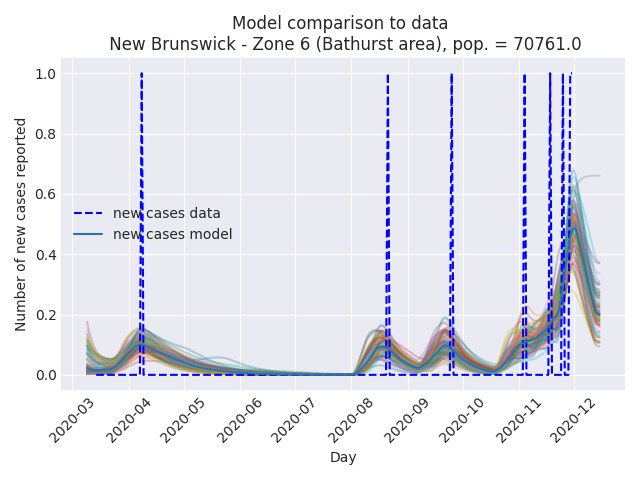 Model comparison to data
New Brunswick - Zone 6 (Bathurst area), pop. = 70761.0
Number of new cases reported
1.0
0.8
0.6
0.4
0.2
0.0
new cases data
new cases model
2020-03
2020-04
2020-05
2020-06
2020-07
2020-08
2020-09
2020-10
2020-11
2020-12
Day